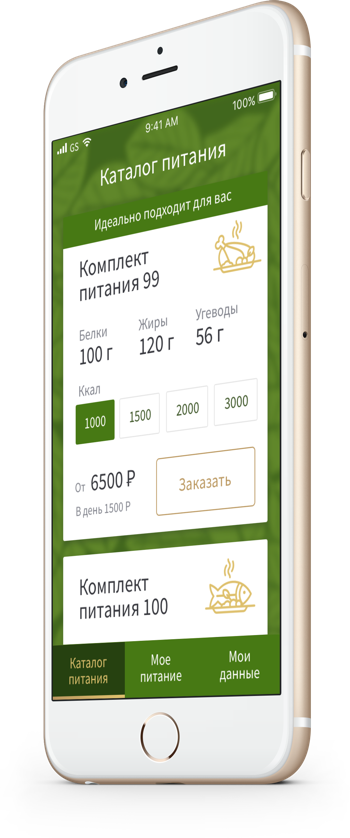 GS 9:41 AM 100%
Каталог питания
Идеально подходит для вас
Комплект
питания 99
Белки Жиры Угеводы
100 г 120 г 56 г
Ккал
1000 1500 2000 3000
От 6500 ₽ Заказать
В день 1500 Р
Комплект
питания 100
Каталог Мое Мои
питания питание данные